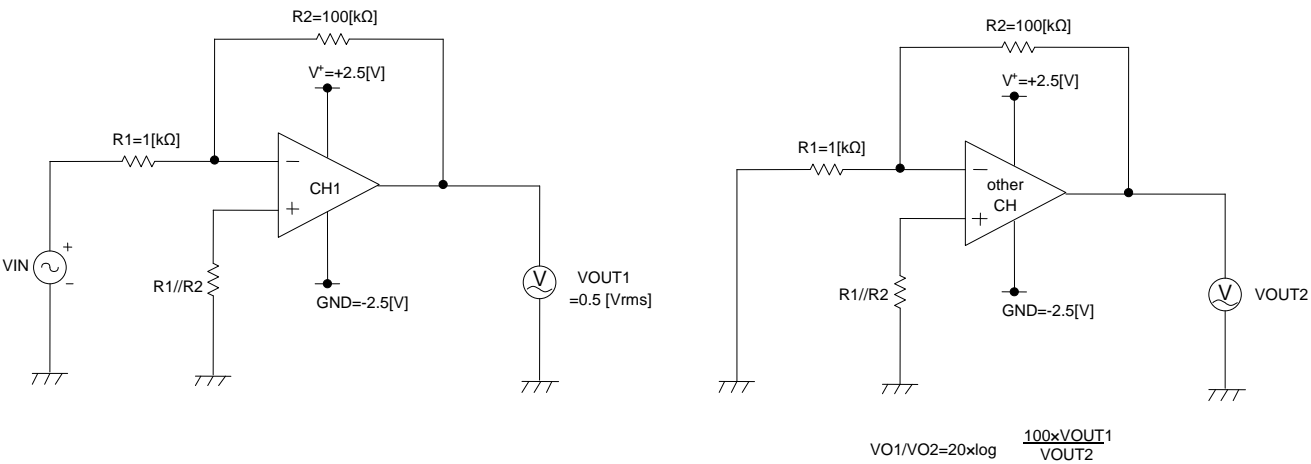 R2=100[kΩ]
V⁺=+2.5[V]
R1=1[kΩ]
−
CH1
+
VIN
+
−
R1//R2
GND=-2.5[V]
V
VOUT1
=0.5 [Vrms]
R2=100[kΩ]
V⁺=+2.5[V]
R1=1[kΩ]
−
other
CH
+
R1//R2
GND=-2.5[V]
V
VOUT2
VO1/VO2=20×log 100×VOUT1
VOUT2